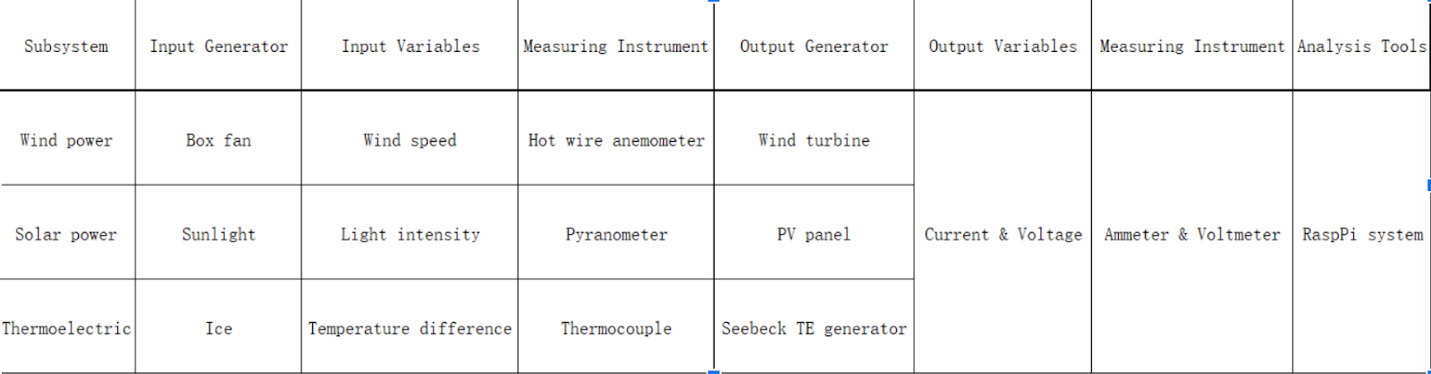 Subsystem Input Generator Input Variables Measuring Instrument Output Generator Output Variables Measuring Instrument Analysis Tools
Wind power Box fan Wind speed Hot wire anemometer Wind turbine
Solar power Sunlight Light intensity Pyranometer PV panel Current & Voltage Ammeter & Voltmeter RaspPi system
Thermoelectric Ice Temperature difference Thermocouple Seebeck TE generator